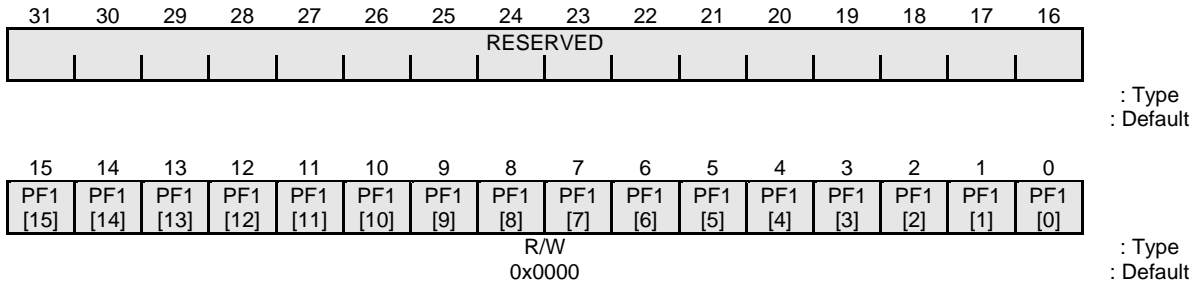 31 30 29 28 27 26 25 24 23 22 21 20 19 18 17 16
RESERVED
: Type
: Default
15 14 13 12 11 10 9 8 7 6 5 4 3 2 1 0
PF1 PF1 PF1 PF1 PF1 PF1 PF1 PF1 PF1 PF1 PF1 PF1 PF1 PF1 PF1 PF1
[15] [14] [13] [12] [11] [10] [9] [8] [7] [6] [5] [4] [3] [2] [1] [0]
R/W : Type
0x0000 : Default